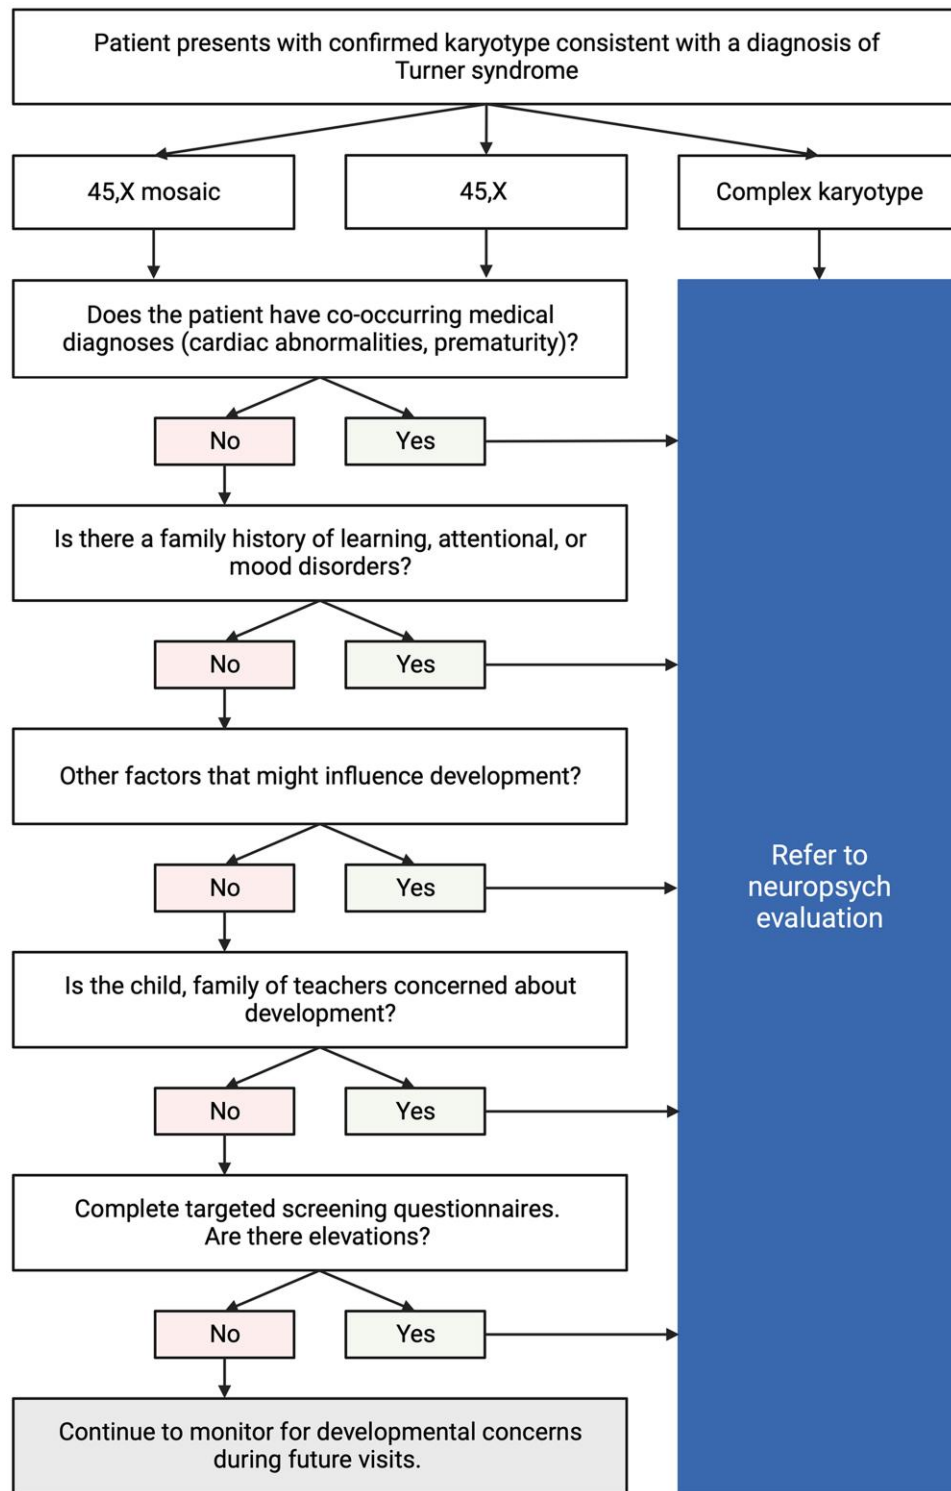 Patient presents with confirmed karyotype consistent with a diagnosis of
Turner syndrome
45,X mosaic
45,X
Complex karyotype
Does the patient have co-occurring medical
diagnoses (cardiac abnormalities, prematurity)?
No
Yes
Is there a family history of learning, attentional, or
mood disorders?
No
Yes
Other factors that might influence development?
No
Yes
Refer to
neuropsych
evaluation
Is the child, family of teachers concerned about
development?
No
Yes
Complete targeted screening questionnaires.
Are there elevations?
No
Yes
Continue to monitor for developmental concerns
during future visits.